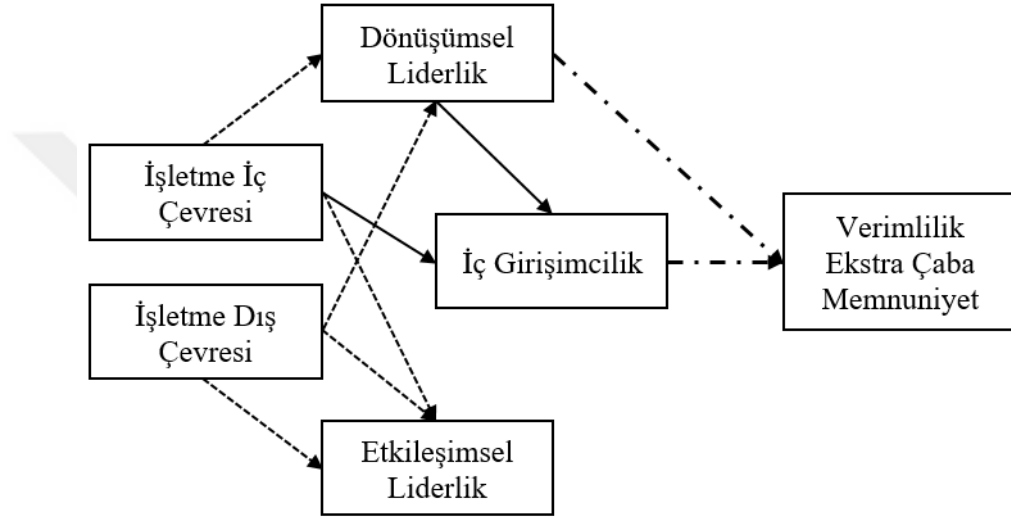 Dönüşümsel
Liderlik
İşletme İç
Çevresi
İç Girişimcilik
Verimlilik
Ekstra Çaba
Memnuniyet
İşletme Dış
Çevresi
Etkileşimsel
Liderlik